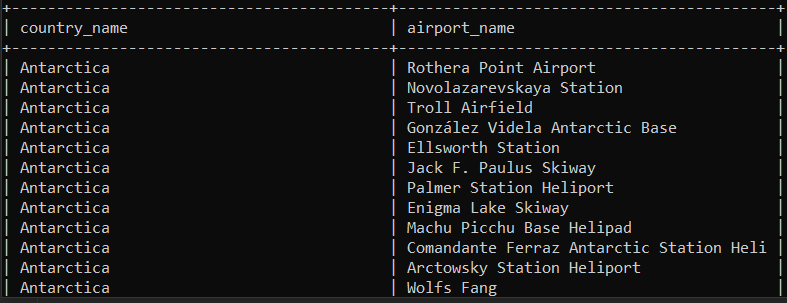 country_name airport_name
Antarctica Rothera Point Airport
Antarctica Novolazarevskaya Station
Antarctica Troll Airfield
Antarctica González Videla Antarctic Base
Antarctica Ellsworth Station
Antarctica Jack F. Paulus Skiway
Antarctica Palmer Station Heliport
Antarctica Enigma Lake Skiway
Antarctica Machu Picchu Base Helipad
Antarctica Comandante Ferraz Antarctic Station Heli
Antarctica Arctowsky Station Heliport
Antarctica Wolfs Fang